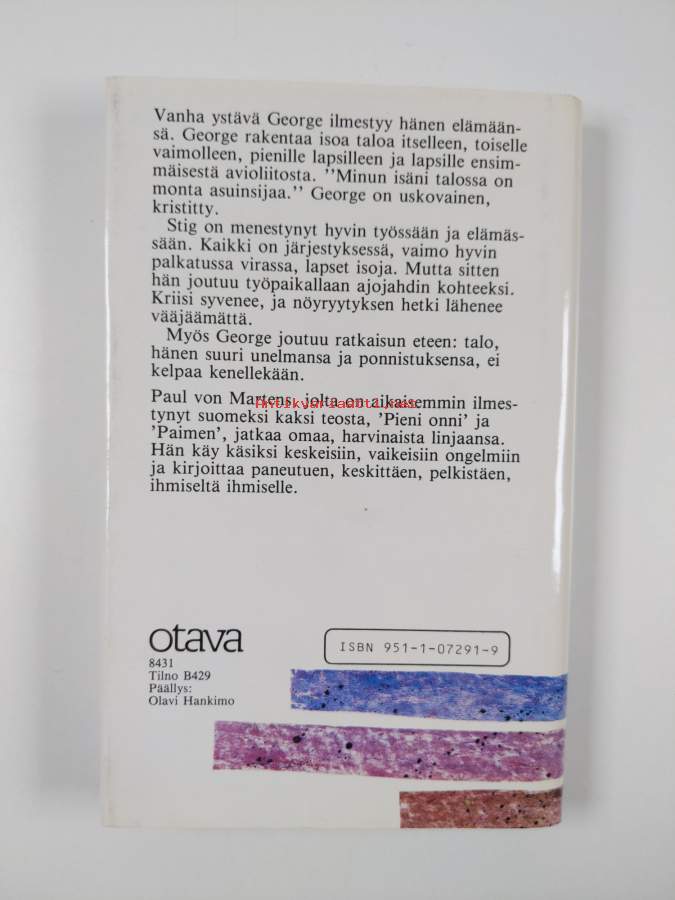 Vanha ystävä George ilmestyy hänen elämään-
sä. George rakentaa isoa taloa itselleen, toiselle
vaimolleen, pienille lapsilleen ja lapsille ensim-
mäisestä avioliitosta. ''Minun isäni talossa on
monta asuinsijaa.'' George on uskovainen,
kristitty.
Stig on menestynyt hyvin työssään ja elämäs-
sään. Kaikki on järjestyksessä, vaimo hyvin
palkatussa virassa, lapset isoja. Mutta sitten
hän joutuu työpaikallaan ajojahdin kohteeksi.
Kriisi syvenee, ja nöyryytyksen hetki lähenee
vääjäämättä.
Myös George joutuu ratkaisun eteen: talo,
hänen suuri unelmansa ja ponnistuksensa, ei
kelpaa kenellekään.
Paul von Martens, jolta on aikaisemmin ilmes-
Antikvariaatti.net
tynyt suomeksi kaksi teosta, 'Pieni onni' ja
'Paimen', jatkaa omaa, harvinaista linjaansa.
Hän käy käsiksi keskeisiin, vaikeisiin ongelmiin
ja kirjoittaa paneutuen, keskittäen, pelkistäen,
ihmiseltä ihmiselle.
otava
8431
Tilno B429
Päällys:
Olavi Hankimo
ISBN 951-1-07291-9